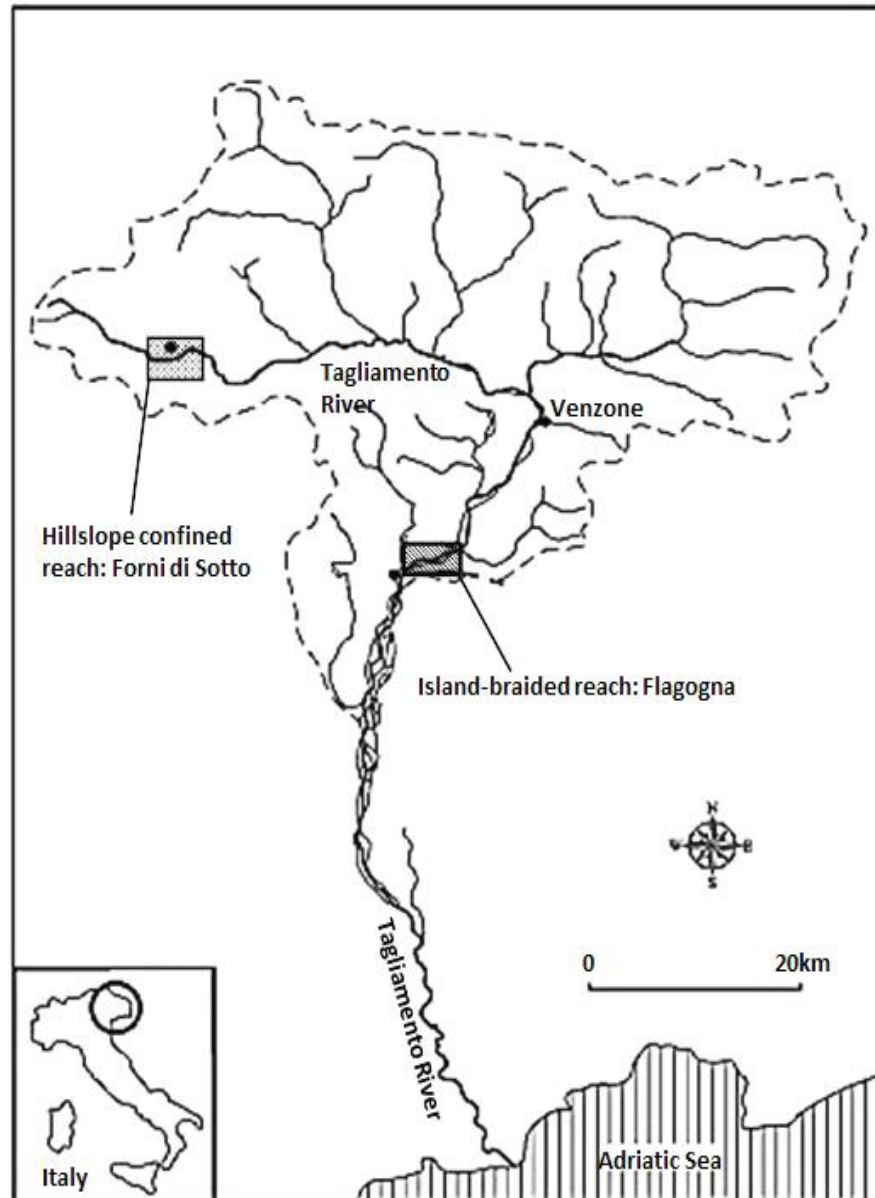 Tagliamento
River
Venzone
Hillslope confined
reach: Forni di Sotto
Island-braided reach: Flagogna
N
S
0 20km
Tagliamento River
Italy
Adriatic Sea